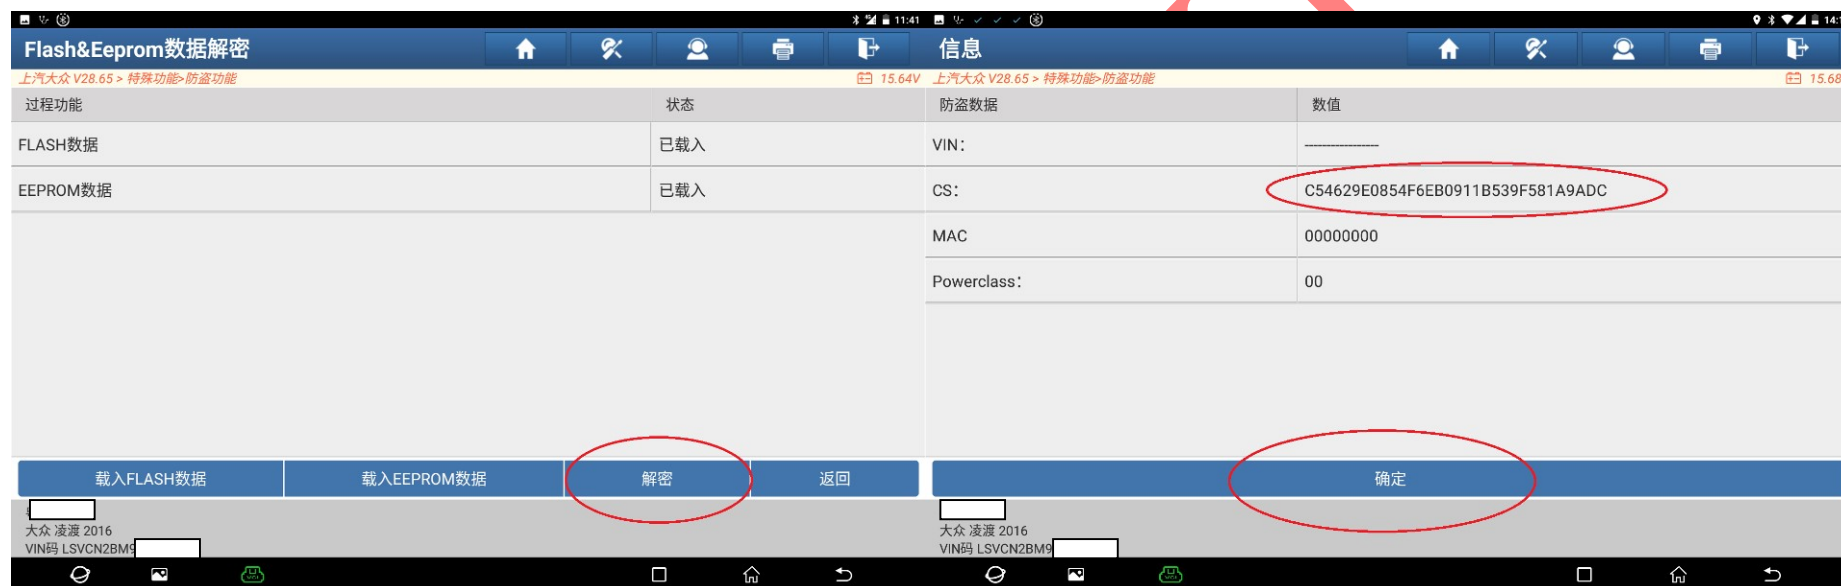 11:41
Flash&Eeprom数据解密
上汽大众 V28.65 > 特殊功能>防盗功能
15.64V
过程功能
状态
FLASH数据
已载入
EEPROM数据
已载入
载入FLASH数据
载入EEPROM数据
解密
返回
大众 凌渡 2016
VIN码 LSVCN2BM9
14:
信息
上汽大众 V28.65 > 特殊功能>防盗功能
15.68
防盗数据
数值
VIN：
-----------------
CS：
C54629E0854F6EB0911B539F581A9ADC
MAC
00000000
Powerclass：
00
确定
大众 凌渡 2016
VIN码 LSVCN2BM9